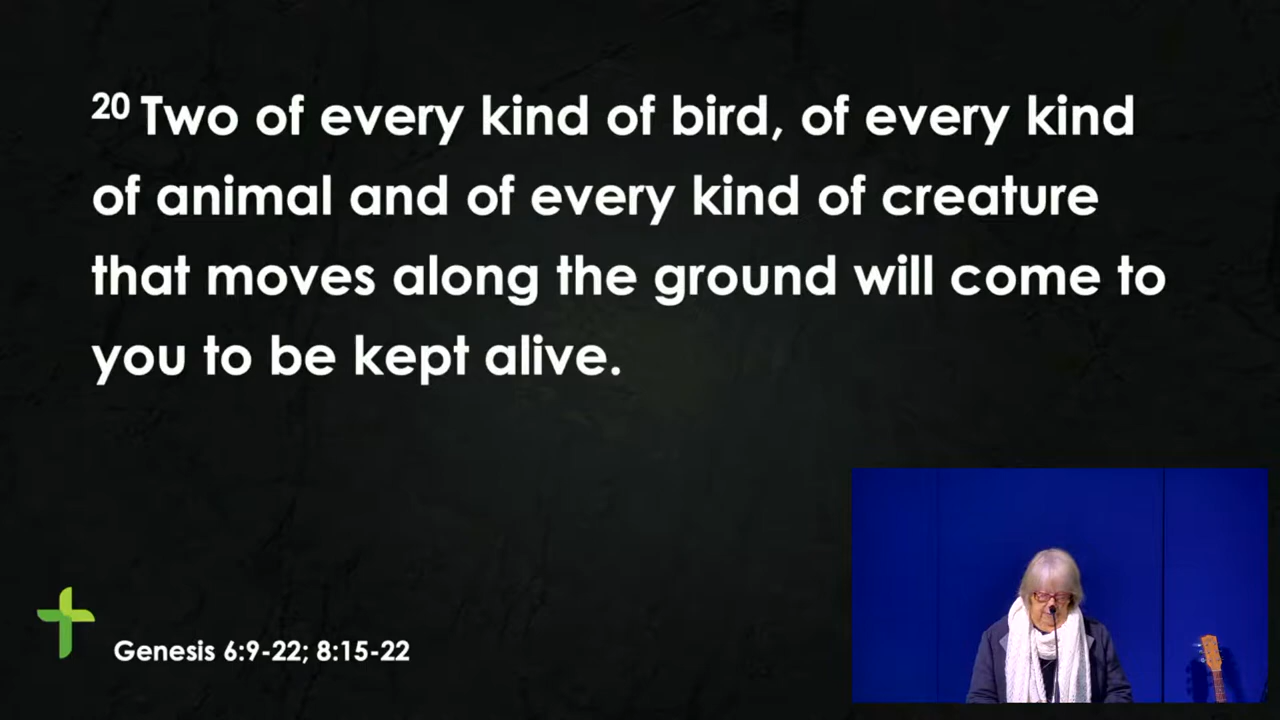 20 Two of every kind of bird, of every kind
of animal and of every kind of creature
that moves along the ground will come to
you to be kept alive.
Genesis 6:9-22; 8:15-22